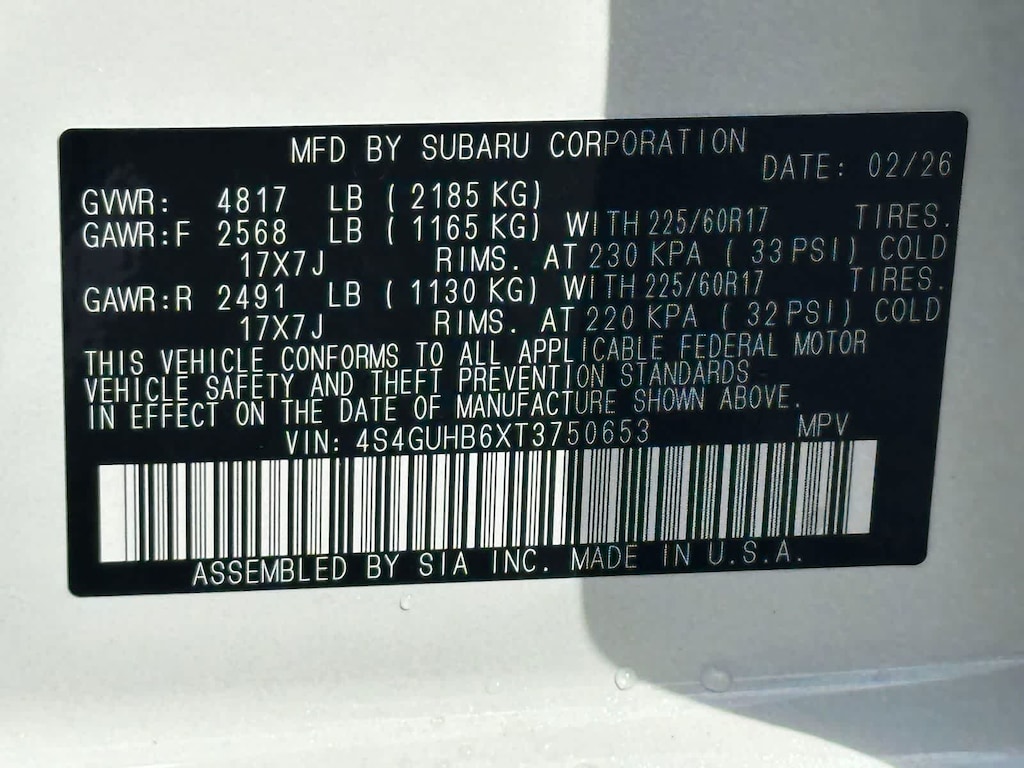 MFD BY SUBARU CORPORATION
DATE: 02/26
GVWR: 4817 LB ( 2185 KG)
GAWR:F 2568 LB ( 1165 KG) WITH 225/60R17 TIRES.
17X7J RIMS. AT 230 KPA ( 33 PSI) COLD
GAWR:R 2491 LB ( 1130 KG) WITH 225/60R17 TIRES.
17X7J RIMS. AT 220 KPA ( 32 PSI) COLD
THIS VEHICLE CONFORMS TO ALL APPLICABLE FEDERAL MOTOR
VEHICLE SAFETY AND THEFT PREVENTION STANDARDS
IN EFFECT ON THE DATE OF MANUFACTURE SHOWN ABOVE.
VIN: 4S4GUHB6XT3750653 MPV
ASSEMBLED BY SIA INC. MADE IN U.S.A.